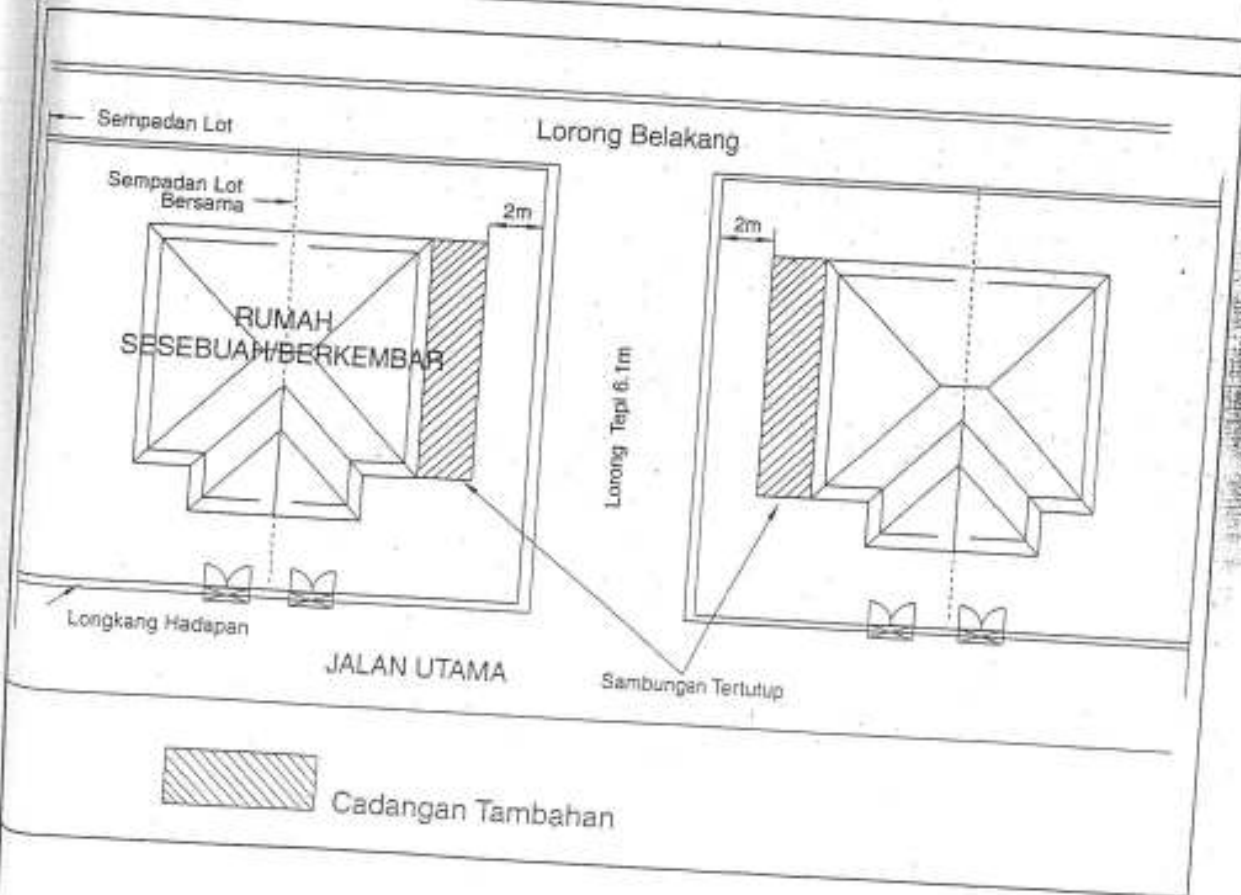 Sempadan Lot
Lorong Belakang
Sempadan Lot
Bersama
2m
2m
RUMAH
SESEBUAH/BERKEMBAR
Lorong Tepi 6.1m
Longkang Hadapan
JALAN UTAMA
Sambungan Tertutup
Cadangan Tambahan